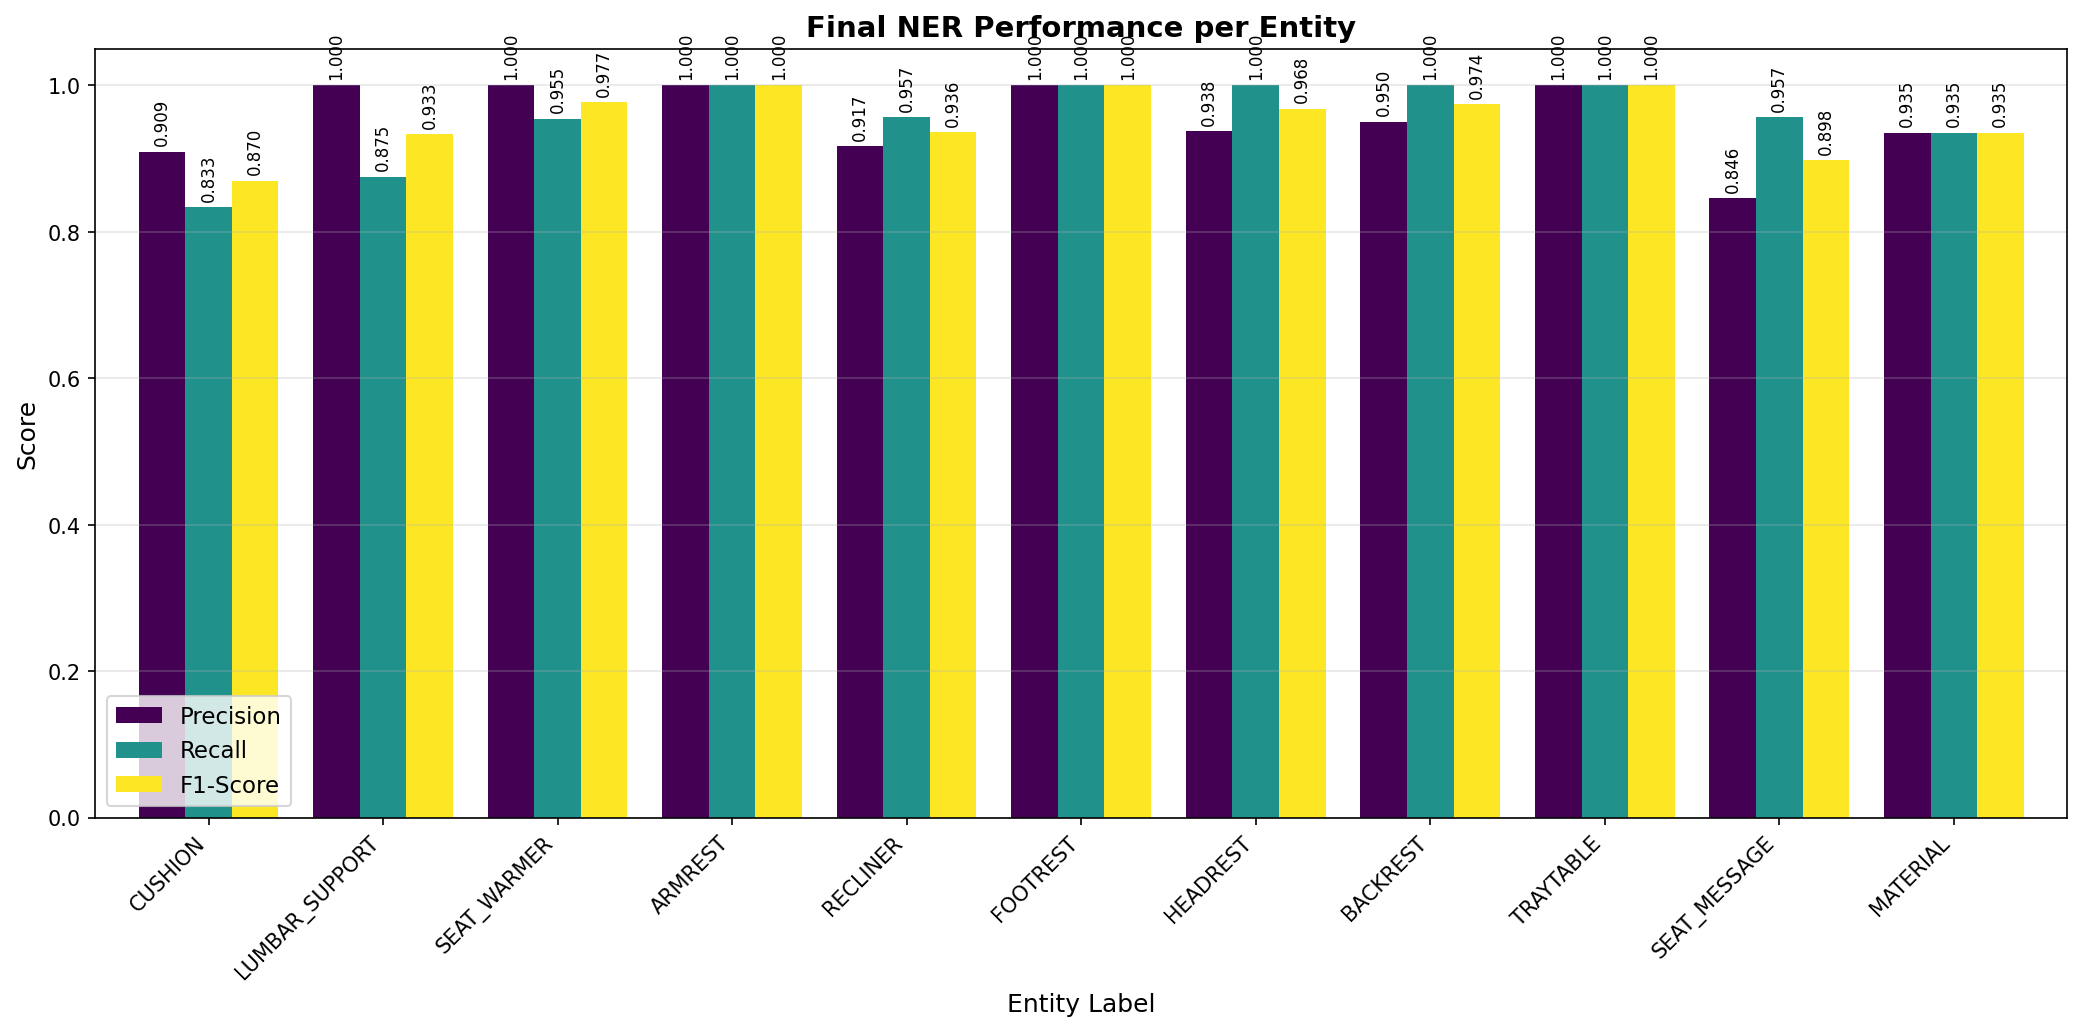 Final NER Performance per Entity
1.000 1.000 1.000 1.000 1.000 1.000 1.000 1.000 1.000 1.000 1.000 1.000 1.000
0.909 0.833 0.870 0.875 0.933 0.955 0.977 0.917 0.957 0.936 0.938 0.968 0.950 0.974 0.846 0.957 0.898 0.935 0.935 0.935
1.0
0.8
0.6
0.4
0.2
0.0
Score
Precision
Recall
F1-Score
CUSHION
LUMBAR_SUPPORT
SEAT_WARMER
ARMREST
RECLINER
FOOTREST
HEADREST
BACKREST
TRAYTABLE
SEAT_MESSAGE
MATERIAL
Entity Label